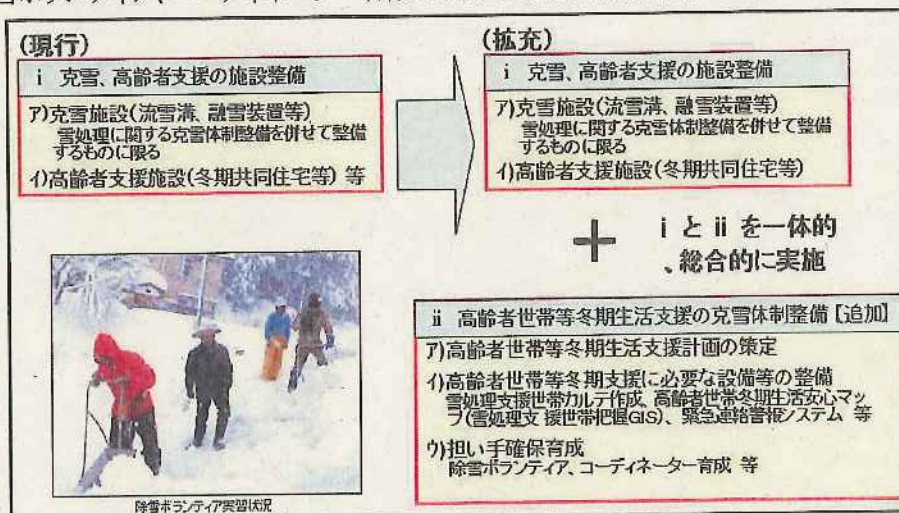 (現行)
i 克雪、高齢者支援の施設整備
ア)克雪施設(流雪溝、融雪装置等)
雪処理に関する克雪体制整備を併せて整備
するものに限る
イ)高齢者支援施設(冬期共同住宅等) 等
除雪ボランティア実習状況
(拡充)
i 克雪、高齢者支援の施設整備
ア)克雪施設(流雪溝、融雪装置等)
雪処理に関する克雪体制整備を併せて整備
するものに限る
イ)高齢者支援施設(冬期共同住宅等)
+
i と ii を一体的
、総合的に実施
ii 高齢者世帯等冬期生活支援の克雪体制整備【追加】
ア)高齢者世帯等冬期生活支援計画の策定
イ)高齢者世帯等冬期支援に必要な設備等の整備
雪処理支援世帯カルテ作成、高齢者世帯冬期生活安心マッ
プ(雪処理支援世帯把握GIS)、緊急連絡警報システム 等
ウ)担い手確保育成
除雪ボランティア、コーディネーター育成 等